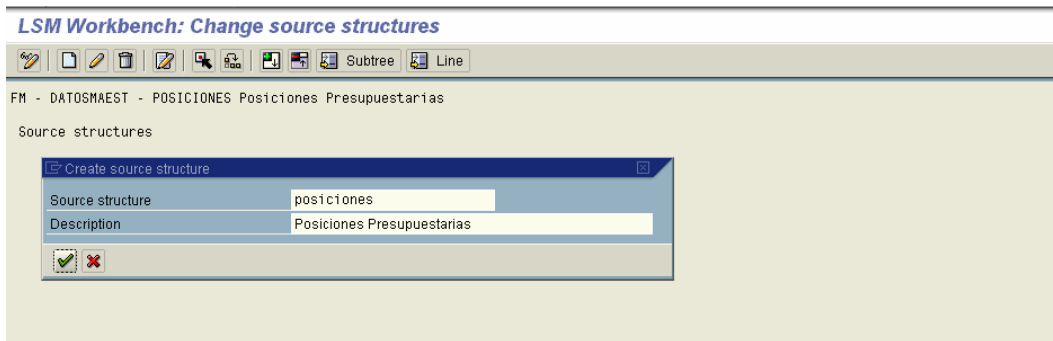 LSM Workbench: Change source structures
Subtree Line
FM - DATOSMAEST - POSICIONES Posiciones Presupuestarias
Source structures
Create source structure
Source structure posiciones
Description Posiciones Presupuestarias